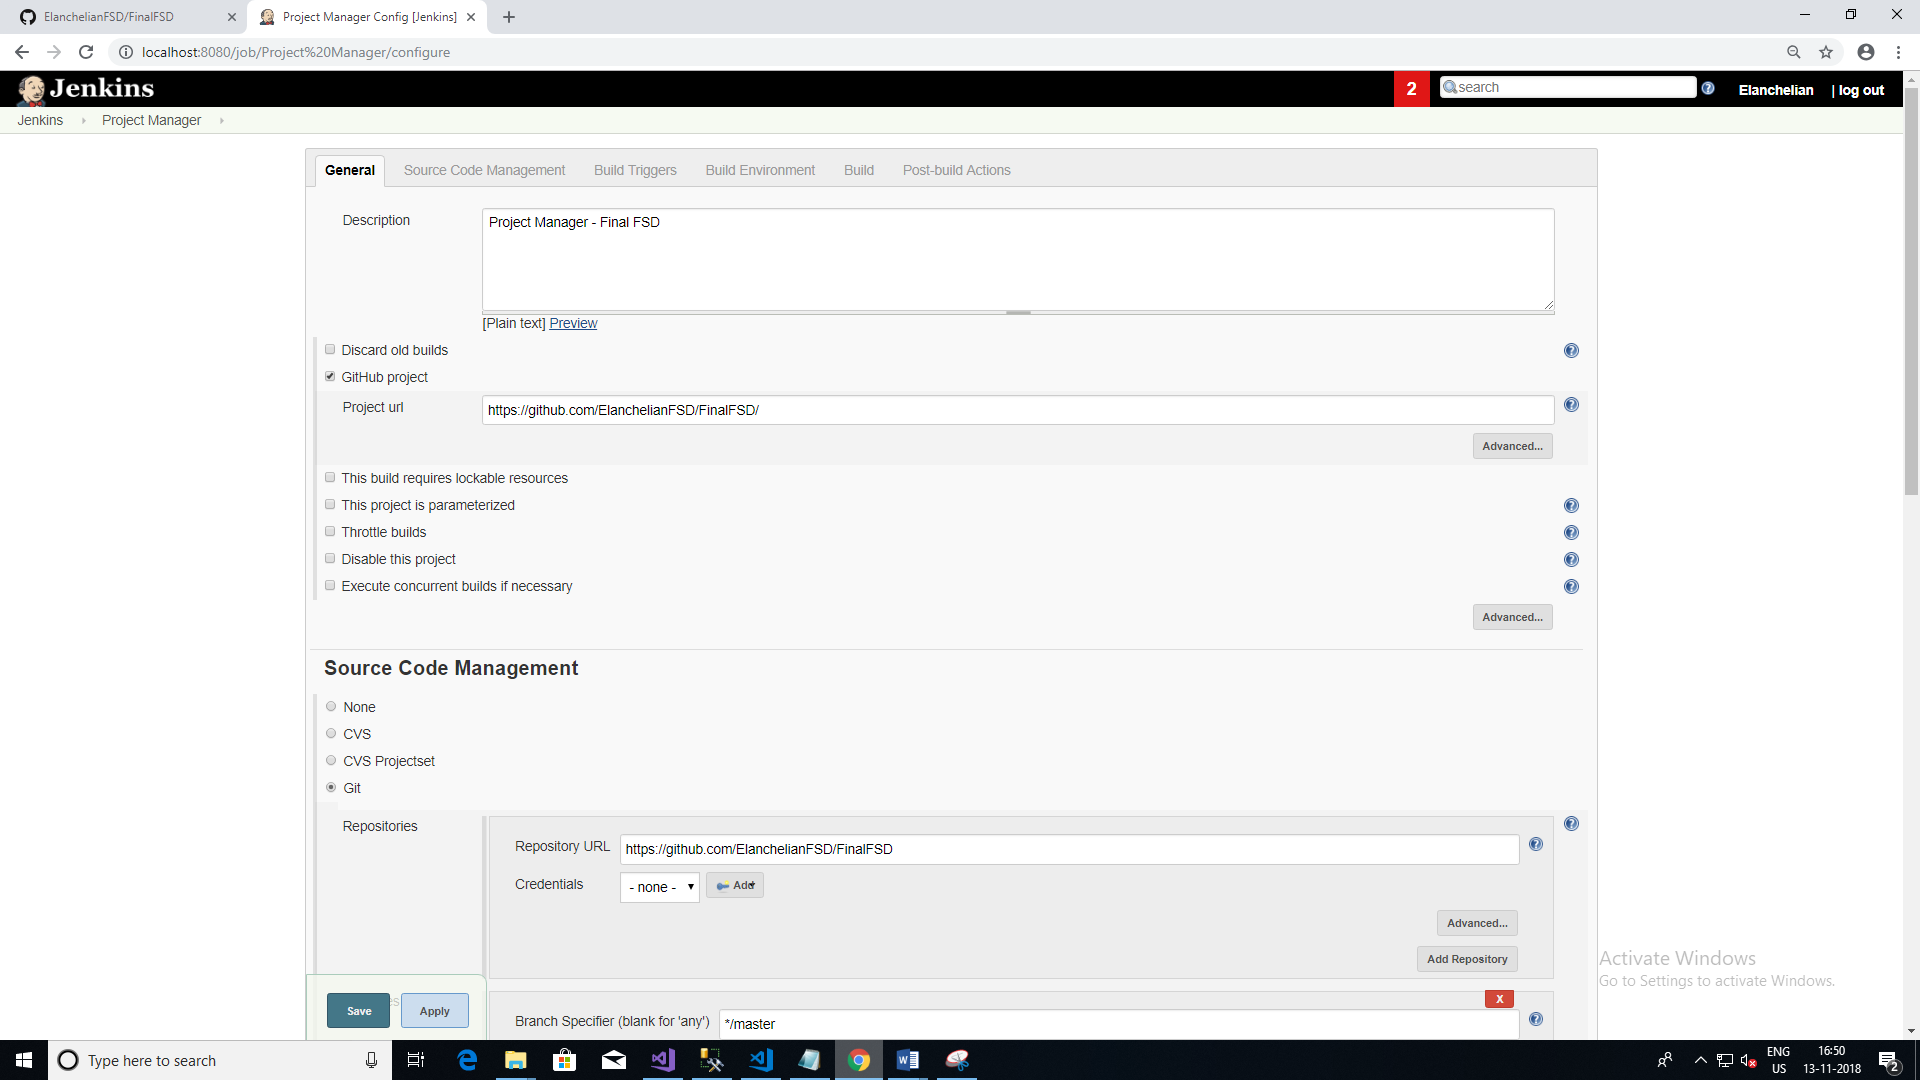 ElanchelianFSD/FinalFSD
Project Manager Config [Jenkins]
localhost:8080/job/Project%20Manager/configure
Jenkins
2
search
Elanchelian
| log out
Jenkins
Project Manager
General
Source Code Management
Build Triggers
Build Environment
Build
Post-build Actions
Description
Project Manager - Final FSD
[Plain text] Preview
Discard old builds
GitHub project
Project url
https://github.com/ElanchelianFSD/FinalFSD/
Advanced...
This build requires lockable resources
This project is parameterized
Throttle builds
Disable this project
Execute concurrent builds if necessary
Advanced...
Source Code Management
None
CVS
CVS Projectset
Git
Repositories
Repository URL
https://github.com/ElanchelianFSD/FinalFSD
Credentials
- none -
Add
Advanced...
Add Repository
Activate Windows
Go to Settings to activate Windows.
X
Save
Apply
Branch Specifier (blank for 'any')
*/master
Type here to search
ENG
US
16:50
13-11-2018
2